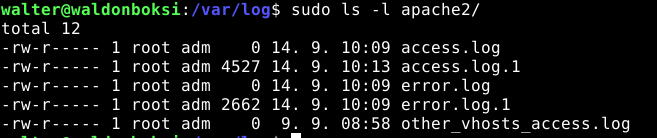 walter@waldonboksi:/var/log$ sudo ls -l apache2/
total 12
-rw-r----- 1 root adm    0 14. 9. 10:09 access.log
-rw-r----- 1 root adm 4527 14. 9. 10:13 access.log.1
-rw-r----- 1 root adm    0 14. 9. 10:09 error.log
-rw-r----- 1 root adm 2662 14. 9. 10:09 error.log.1
-rw-r----- 1 root adm    0  9. 9. 08:58 other_vhosts_access.log